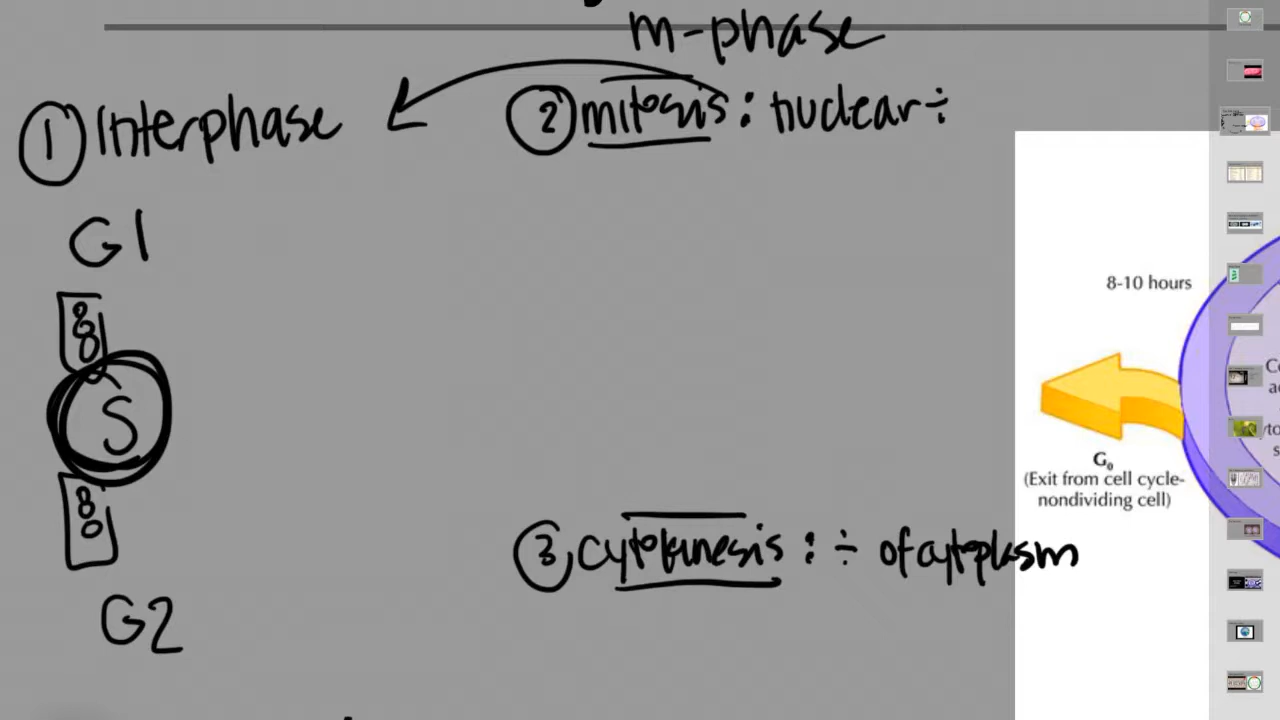 m-phase
① Interphase
② mitosis : nuclear ÷
G1
8-10 hours
S
G₀
(Exit from cell cycle-
nondividing cell)
③ cytokinesis : ÷ of cytoplasm
G2